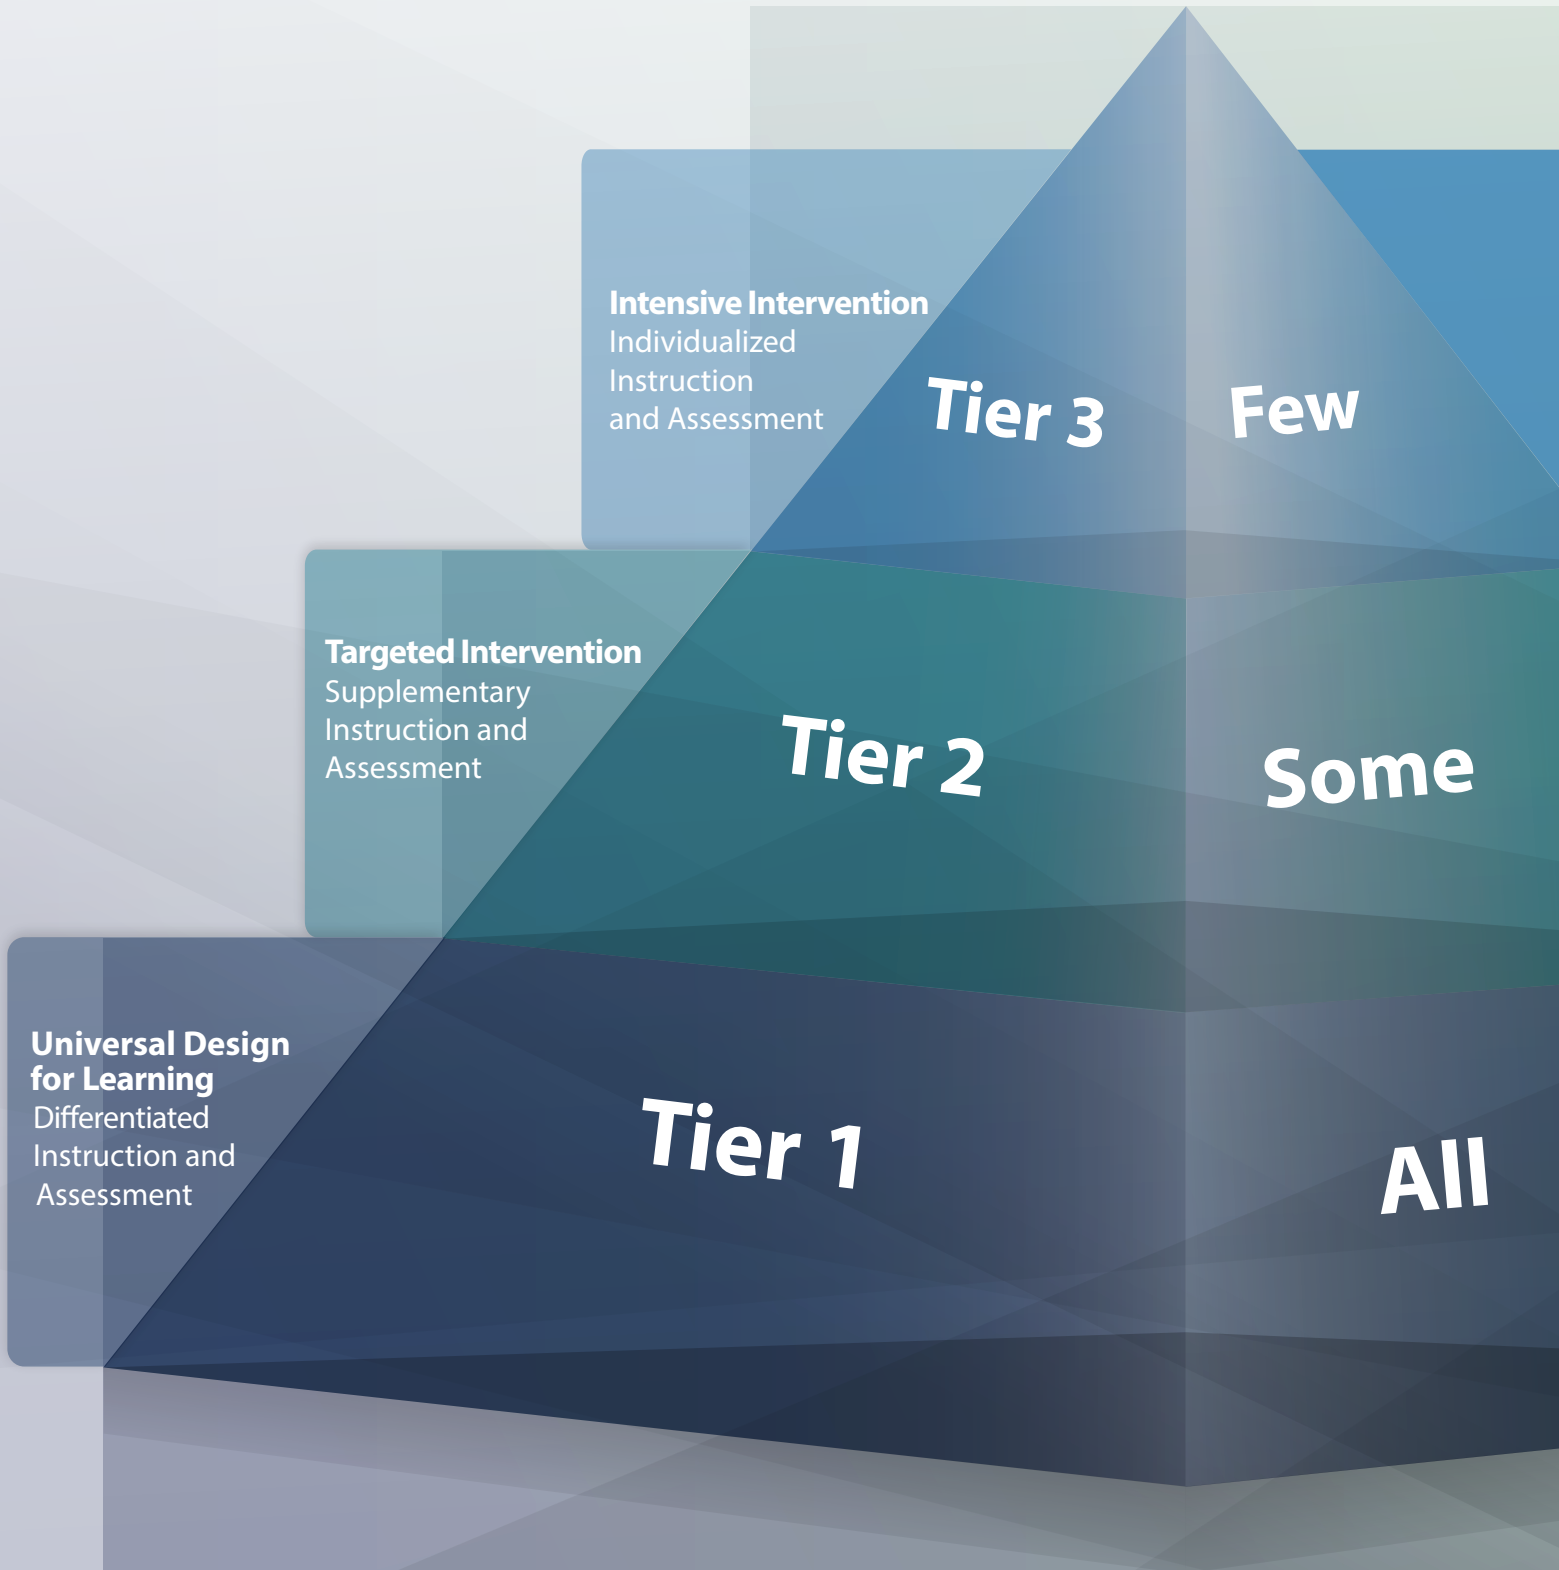 Intensive Intervention
Individualized
Instruction
and Assessment
Tier 3
Few
Targeted Intervention
Supplementary
Instruction and
Assessment
Tier 2
Some
Universal Design
for Learning
Differentiated
Instruction and
Assessment
Tier 1
All